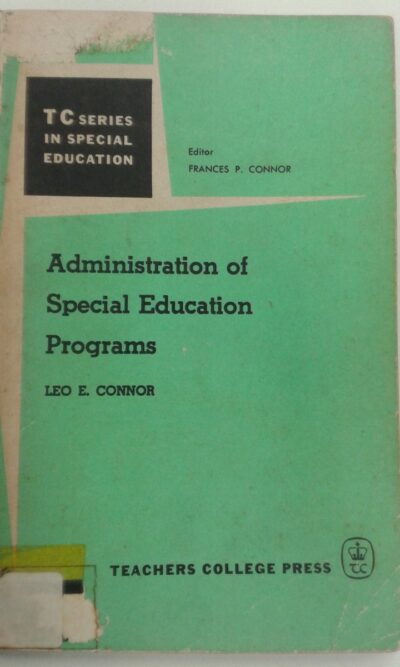 TC SERIES
IN SPECIAL
EDUCATION
Editor
FRANCES P. CONNOR
Administration of
Special Education
Programs
LEO E. CONNOR
TEACHERS COLLEGE PRESS
TC